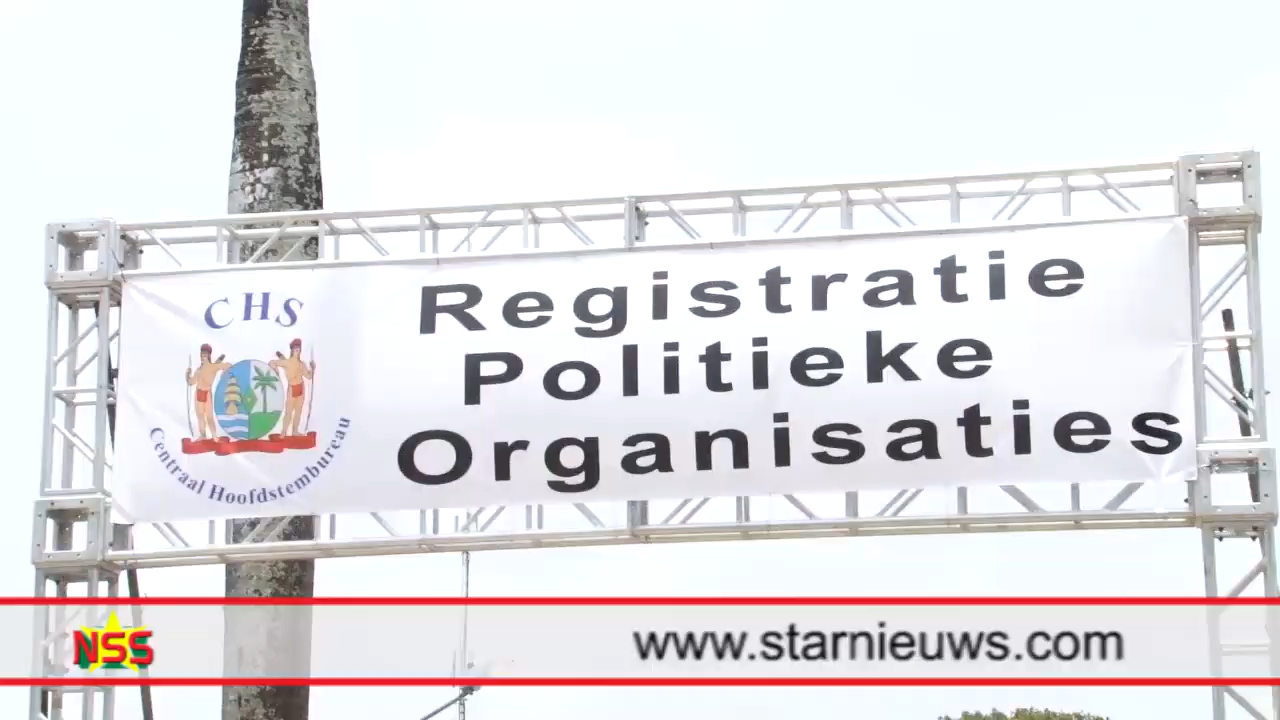 CHS
Centraal Hoofdstembureau
Registratie
Politieke
Organisaties
NSS
www.starnieuws.com